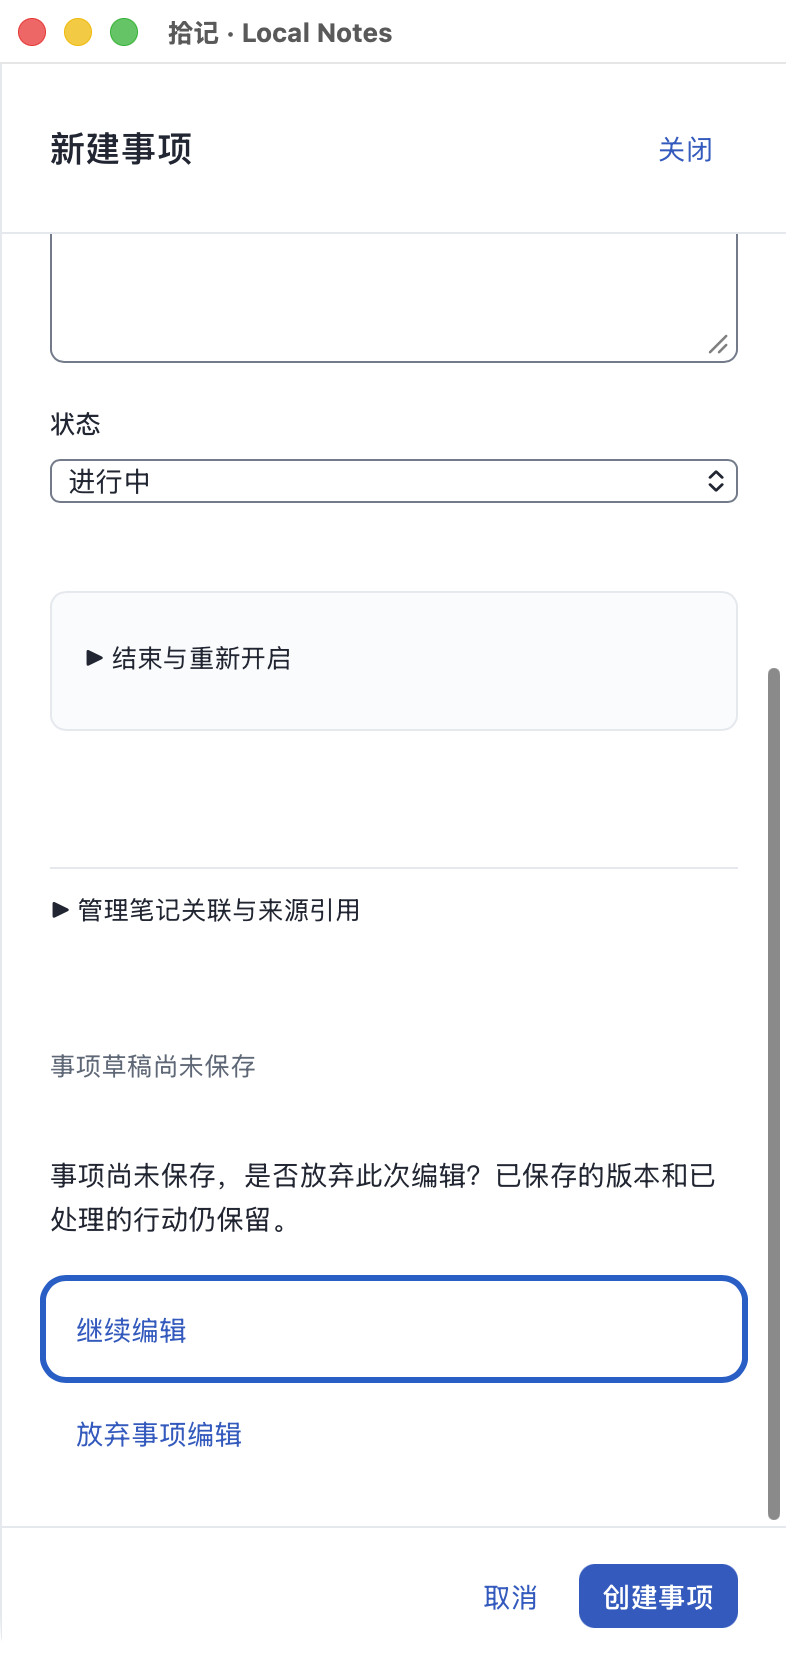 拾记 · Local Notes
新建事项
关闭
状态
进行中
结束与重新开启
管理笔记关联与来源引用
事项草稿尚未保存
事项尚未保存，是否放弃此次编辑？已保存的版本和已
处理的行动仍保留。
继续编辑
放弃事项编辑
取消
创建事项